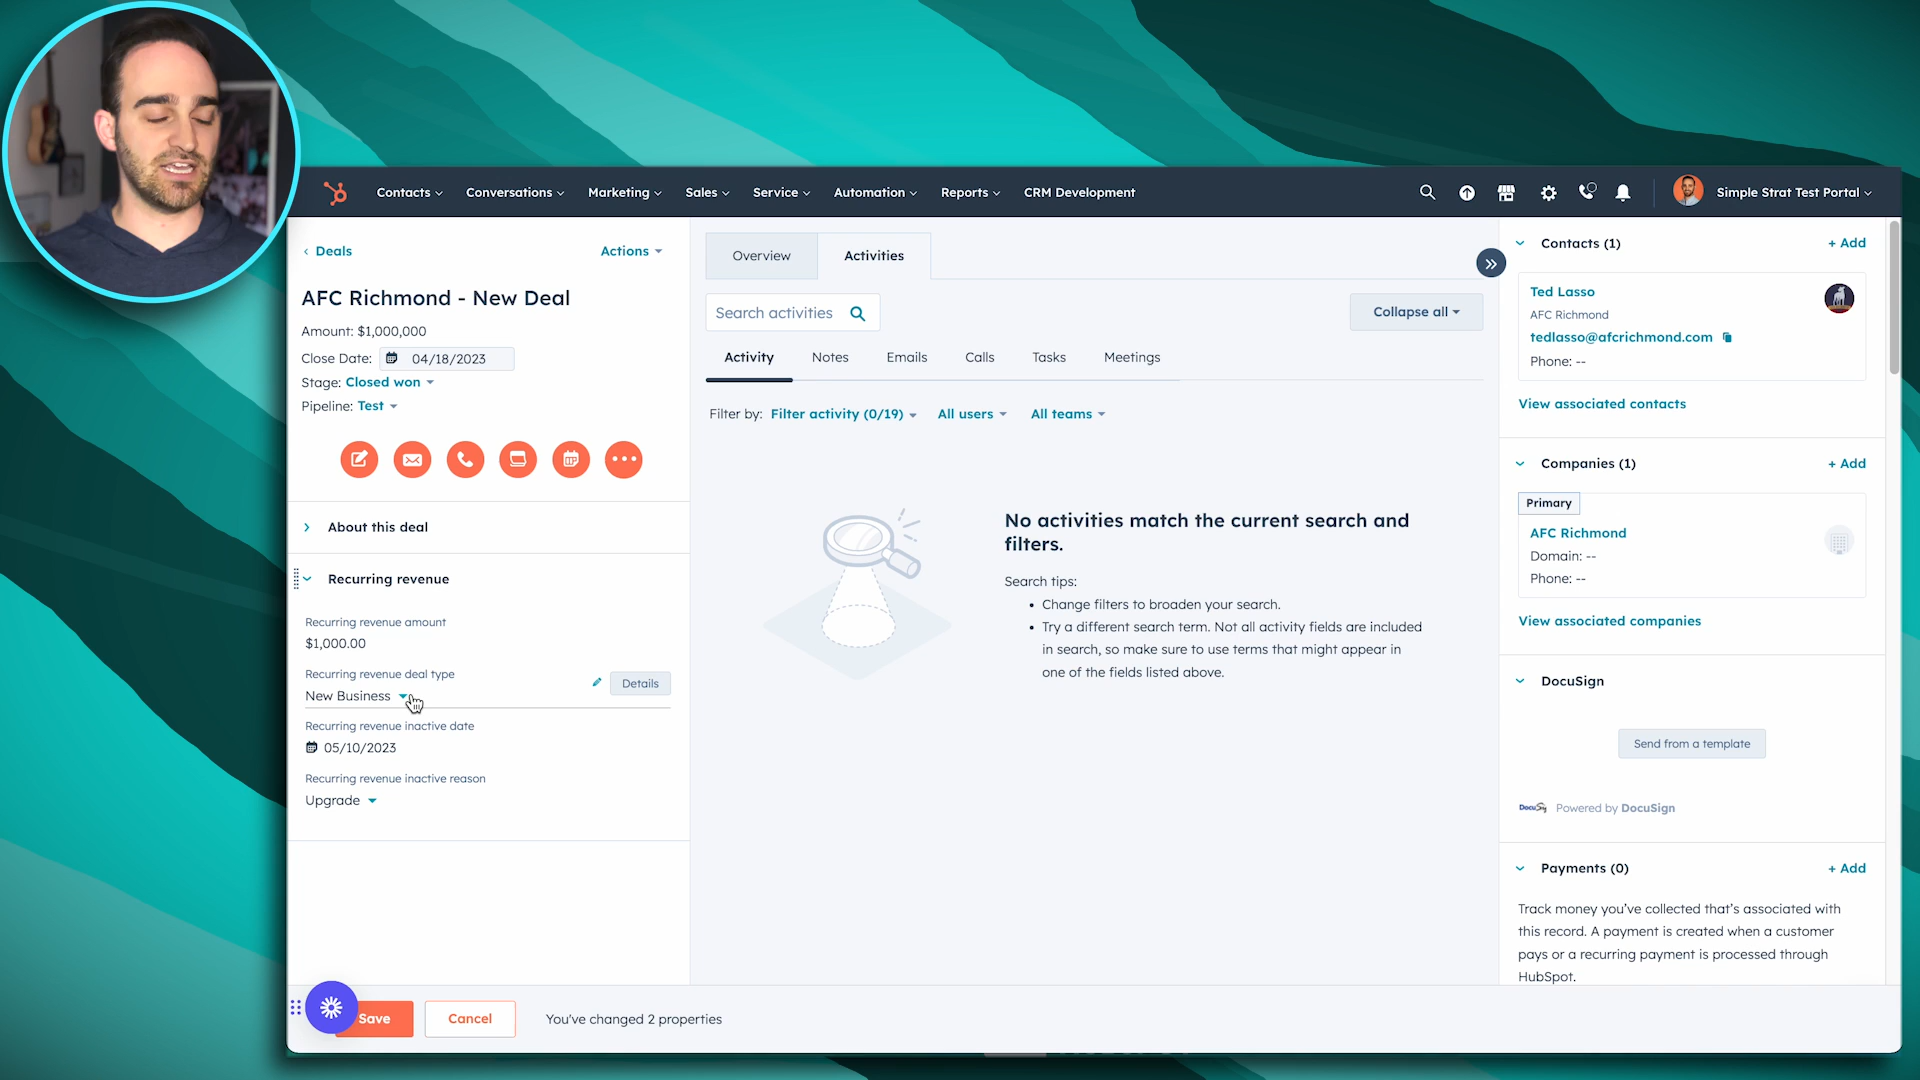 Contacts
Conversations
Marketing
Sales
Service
Automation
Reports
CRM Development
Simple Strat Test Portal
Deals
Actions
AFC Richmond - New Deal
Amount: $1,000,000
Close Date: 04/18/2023
Stage: Closed won
Pipeline: Test
About this deal
Recurring revenue
Recurring revenue amount
$1,000.00
Recurring revenue deal type
New Business
Details
Recurring revenue inactive date
05/10/2023
Recurring revenue inactive reason
Upgrade
Save
Cancel
You've changed 2 properties
Overview
Activities
Search activities
Collapse all
Activity
Notes
Emails
Calls
Tasks
Meetings
Filter by: Filter activity (0/19)
All users
All teams
No activities match the current search and
filters.
Search tips:
• Change filters to broaden your search.
• Try a different search term. Not all activity fields are included
in search, so make sure to use terms that might appear in
one of the fields listed above.
Contacts (1)
+ Add
Ted Lasso
AFC Richmond
tedlasso@afcrichmond.com
Phone: --
View associated contacts
Companies (1)
+ Add
Primary
AFC Richmond
Domain: --
Phone: --
View associated companies
DocuSign
Send from a template
DocuSign Powered by DocuSign
Payments (0)
+ Add
Track money you've collected that's associated with
this record. A payment is created when a customer
pays or a recurring payment is processed through
HubSpot.